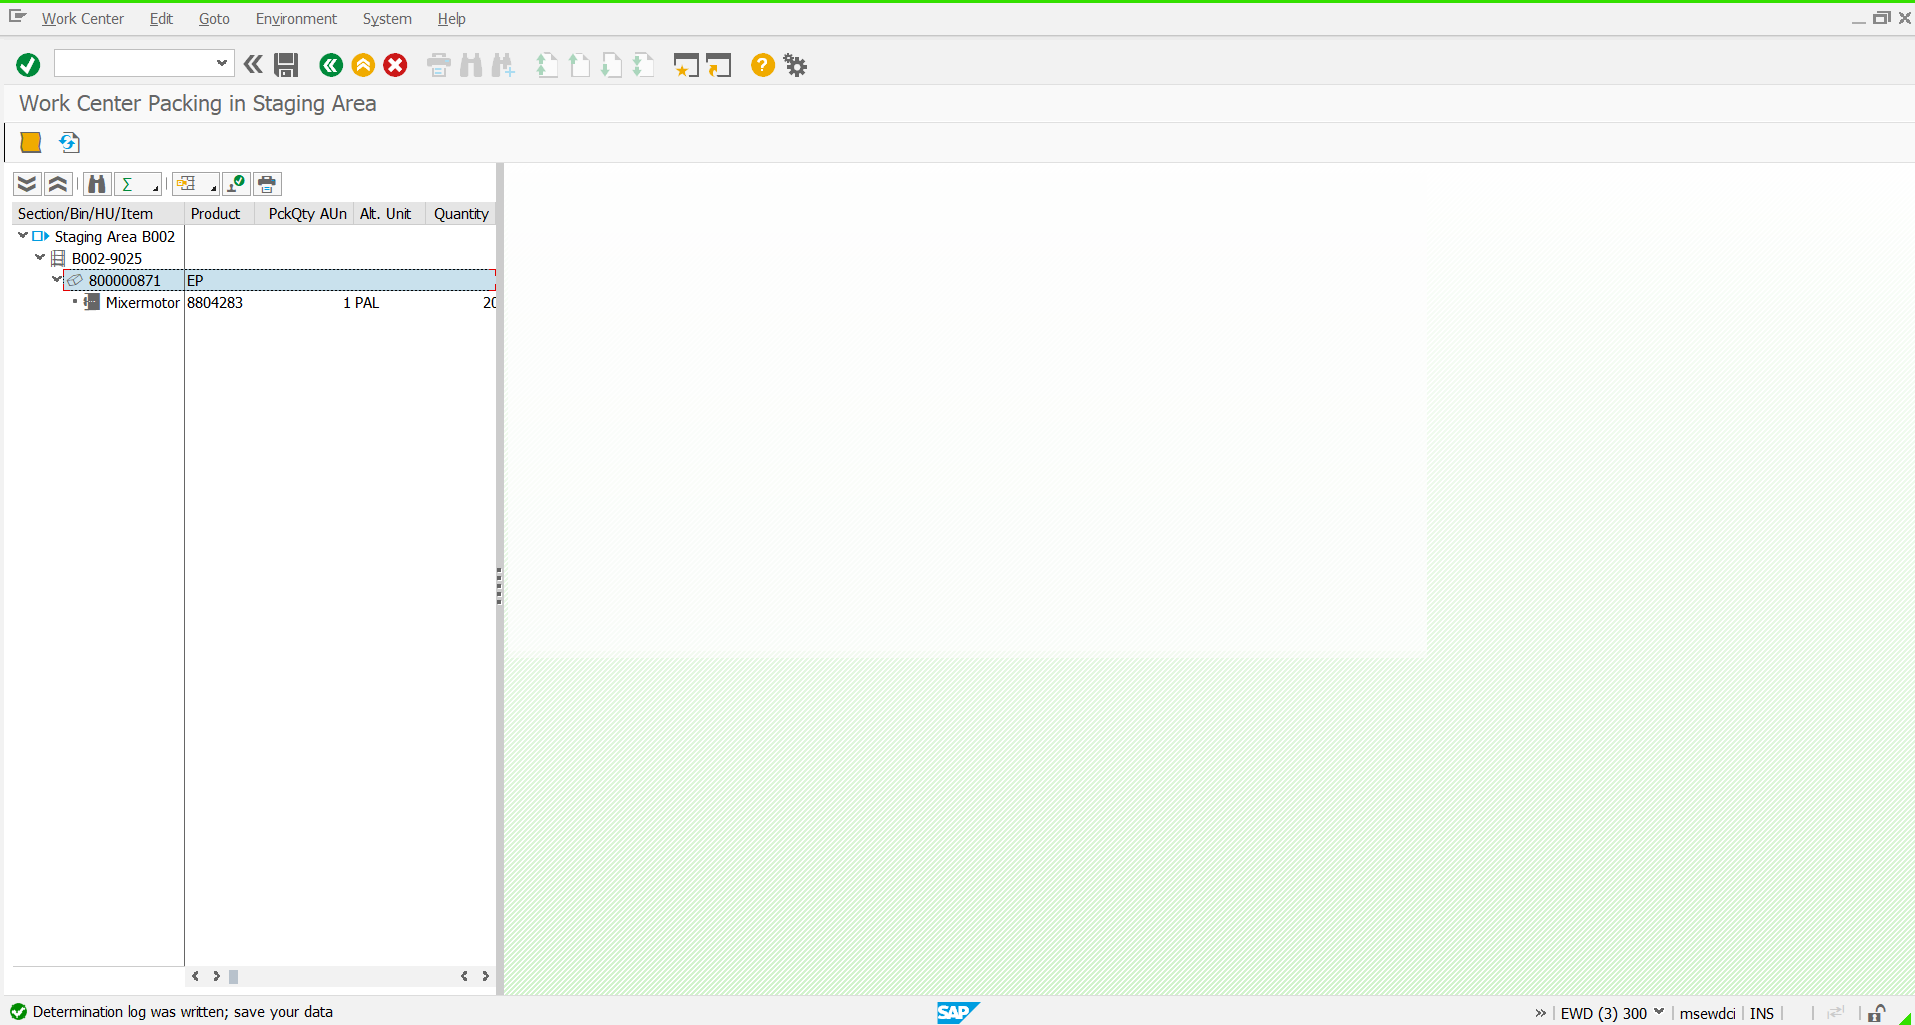 Work Center Edit Goto Environment System Help
Work Center Packing in Staging Area
Section/Bin/HU/Item Product PckQty AUn Alt. Unit Quantity
Staging Area B002
B002-9025
800000871 EP
Mixermotor 8804283 1 PAL 20
Determination log was written; save your data SAP EWD (3) 300 msewdci INS